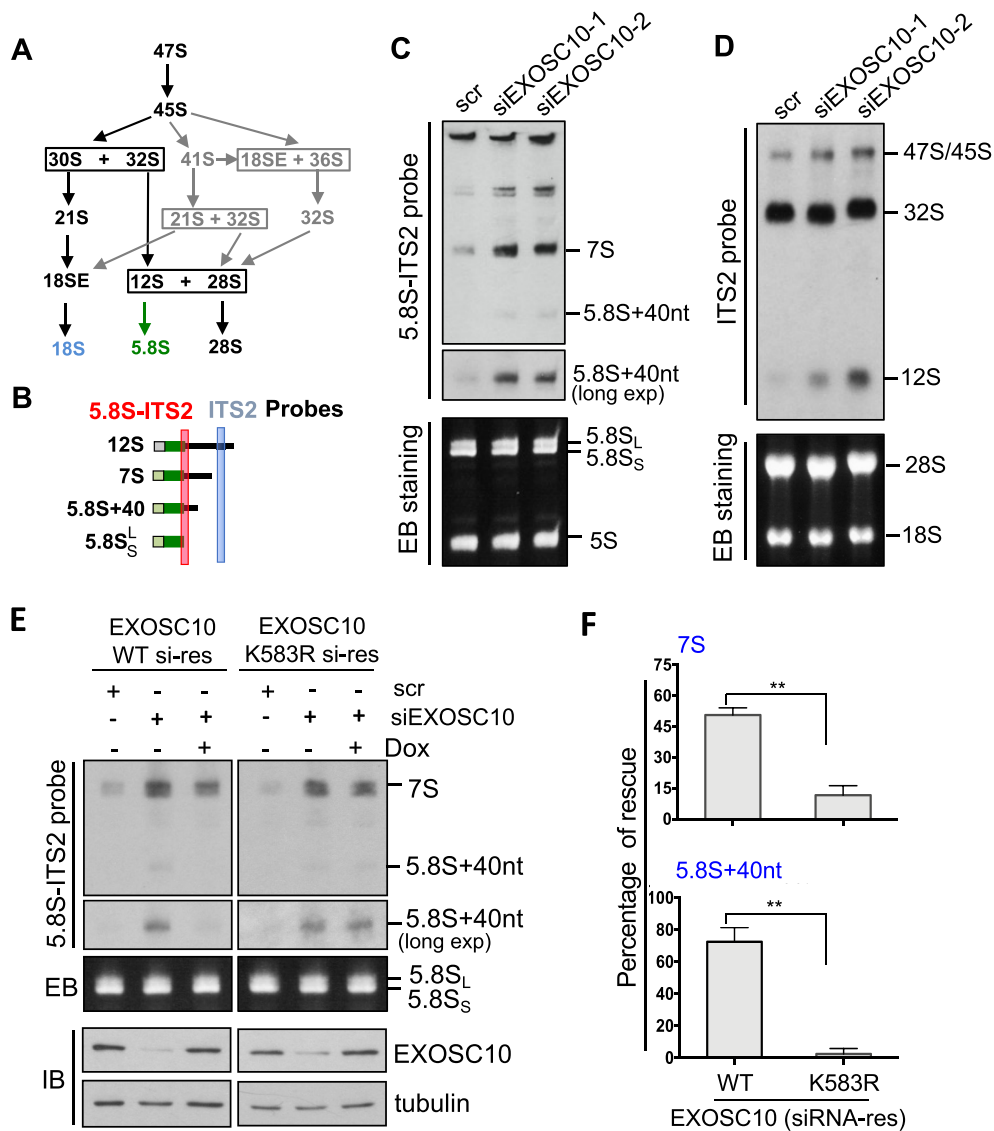 A
47S
45S
30S + 32S
41S
18SE + 36S
21S
21S + 32S
32S
18SE
12S + 28S
18S
5.8S
28S
B
5.8S-ITS2 ITS2 Probes
12S
7S
5.8S+40
5.8S L S
C
scr
siEXOSC10-1
siEXOSC10-2
5.8S-ITS2 probe
7S
5.8S+40nt
5.8S+40nt
(long exp)
EB staining
5.8SL
5.8SS
5S
D
scr
siEXOSC10-1
siEXOSC10-2
ITS2 probe
47S/45S
32S
12S
EB staining
28S
18S
E
EXOSC10
WT si-res
EXOSC10
K583R si-res
+ - - + - - scr
- + + - + + siEXOSC10
- - + - - + Dox
5.8S-ITS2 probe
7S
5.8S+40nt
5.8S+40nt
(long exp)
EB
5.8SL
5.8SS
IB
EXOSC10
tubulin
F
Percentage of rescue
7S
75
60
45
30
15
0
**
5.8S+40nt
100
80
60
40
20
0
**
WT K583R
EXOSC10 (siRNA-res)